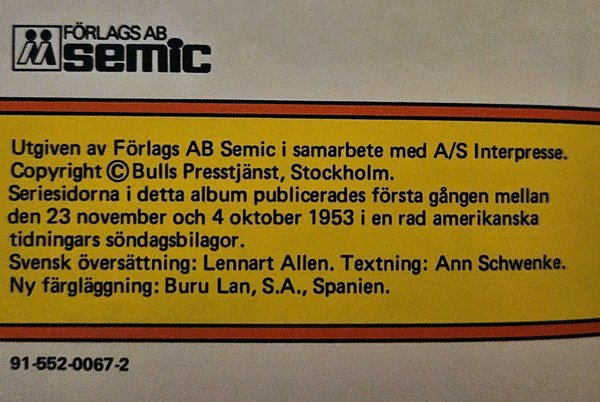 FÖRLAGS AB
semic
Utgiven av Förlags AB Semic i samarbete med A/S Interpresse.
Copyright © Bulls Presstjänst, Stockholm.
Seriesidorna i detta album publicerades första gången mellan
den 23 november och 4 oktober 1953 i en rad amerikanska
tidningars söndagsbilagor.
Svensk översättning: Lennart Allen. Textning: Ann Schwenke.
Ny färgläggning: Buru Lan, S.A., Spanien.
91-552-0067-2